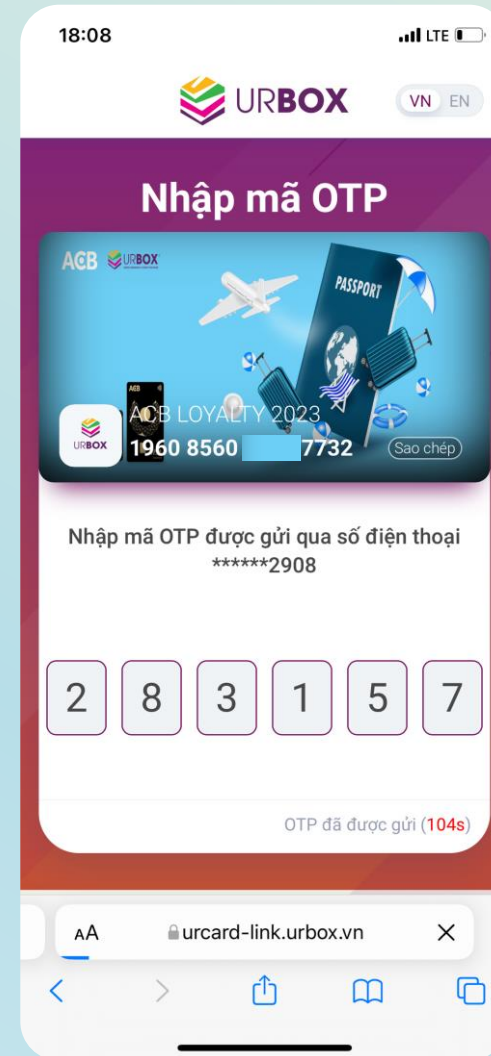 18:08
LTE
URBOX
VN EN
Nhập mã OTP
ACB URBOX
PASSPORT
ACB
ACB LOYALTY 2023
URBOX
1960 8560 7732
Sao chép
Nhập mã OTP được gửi qua số điện thoại
******2908
2 8 3 1 5 7
OTP đã được gửi (104s)
AA
urcard-link.urbox.vn